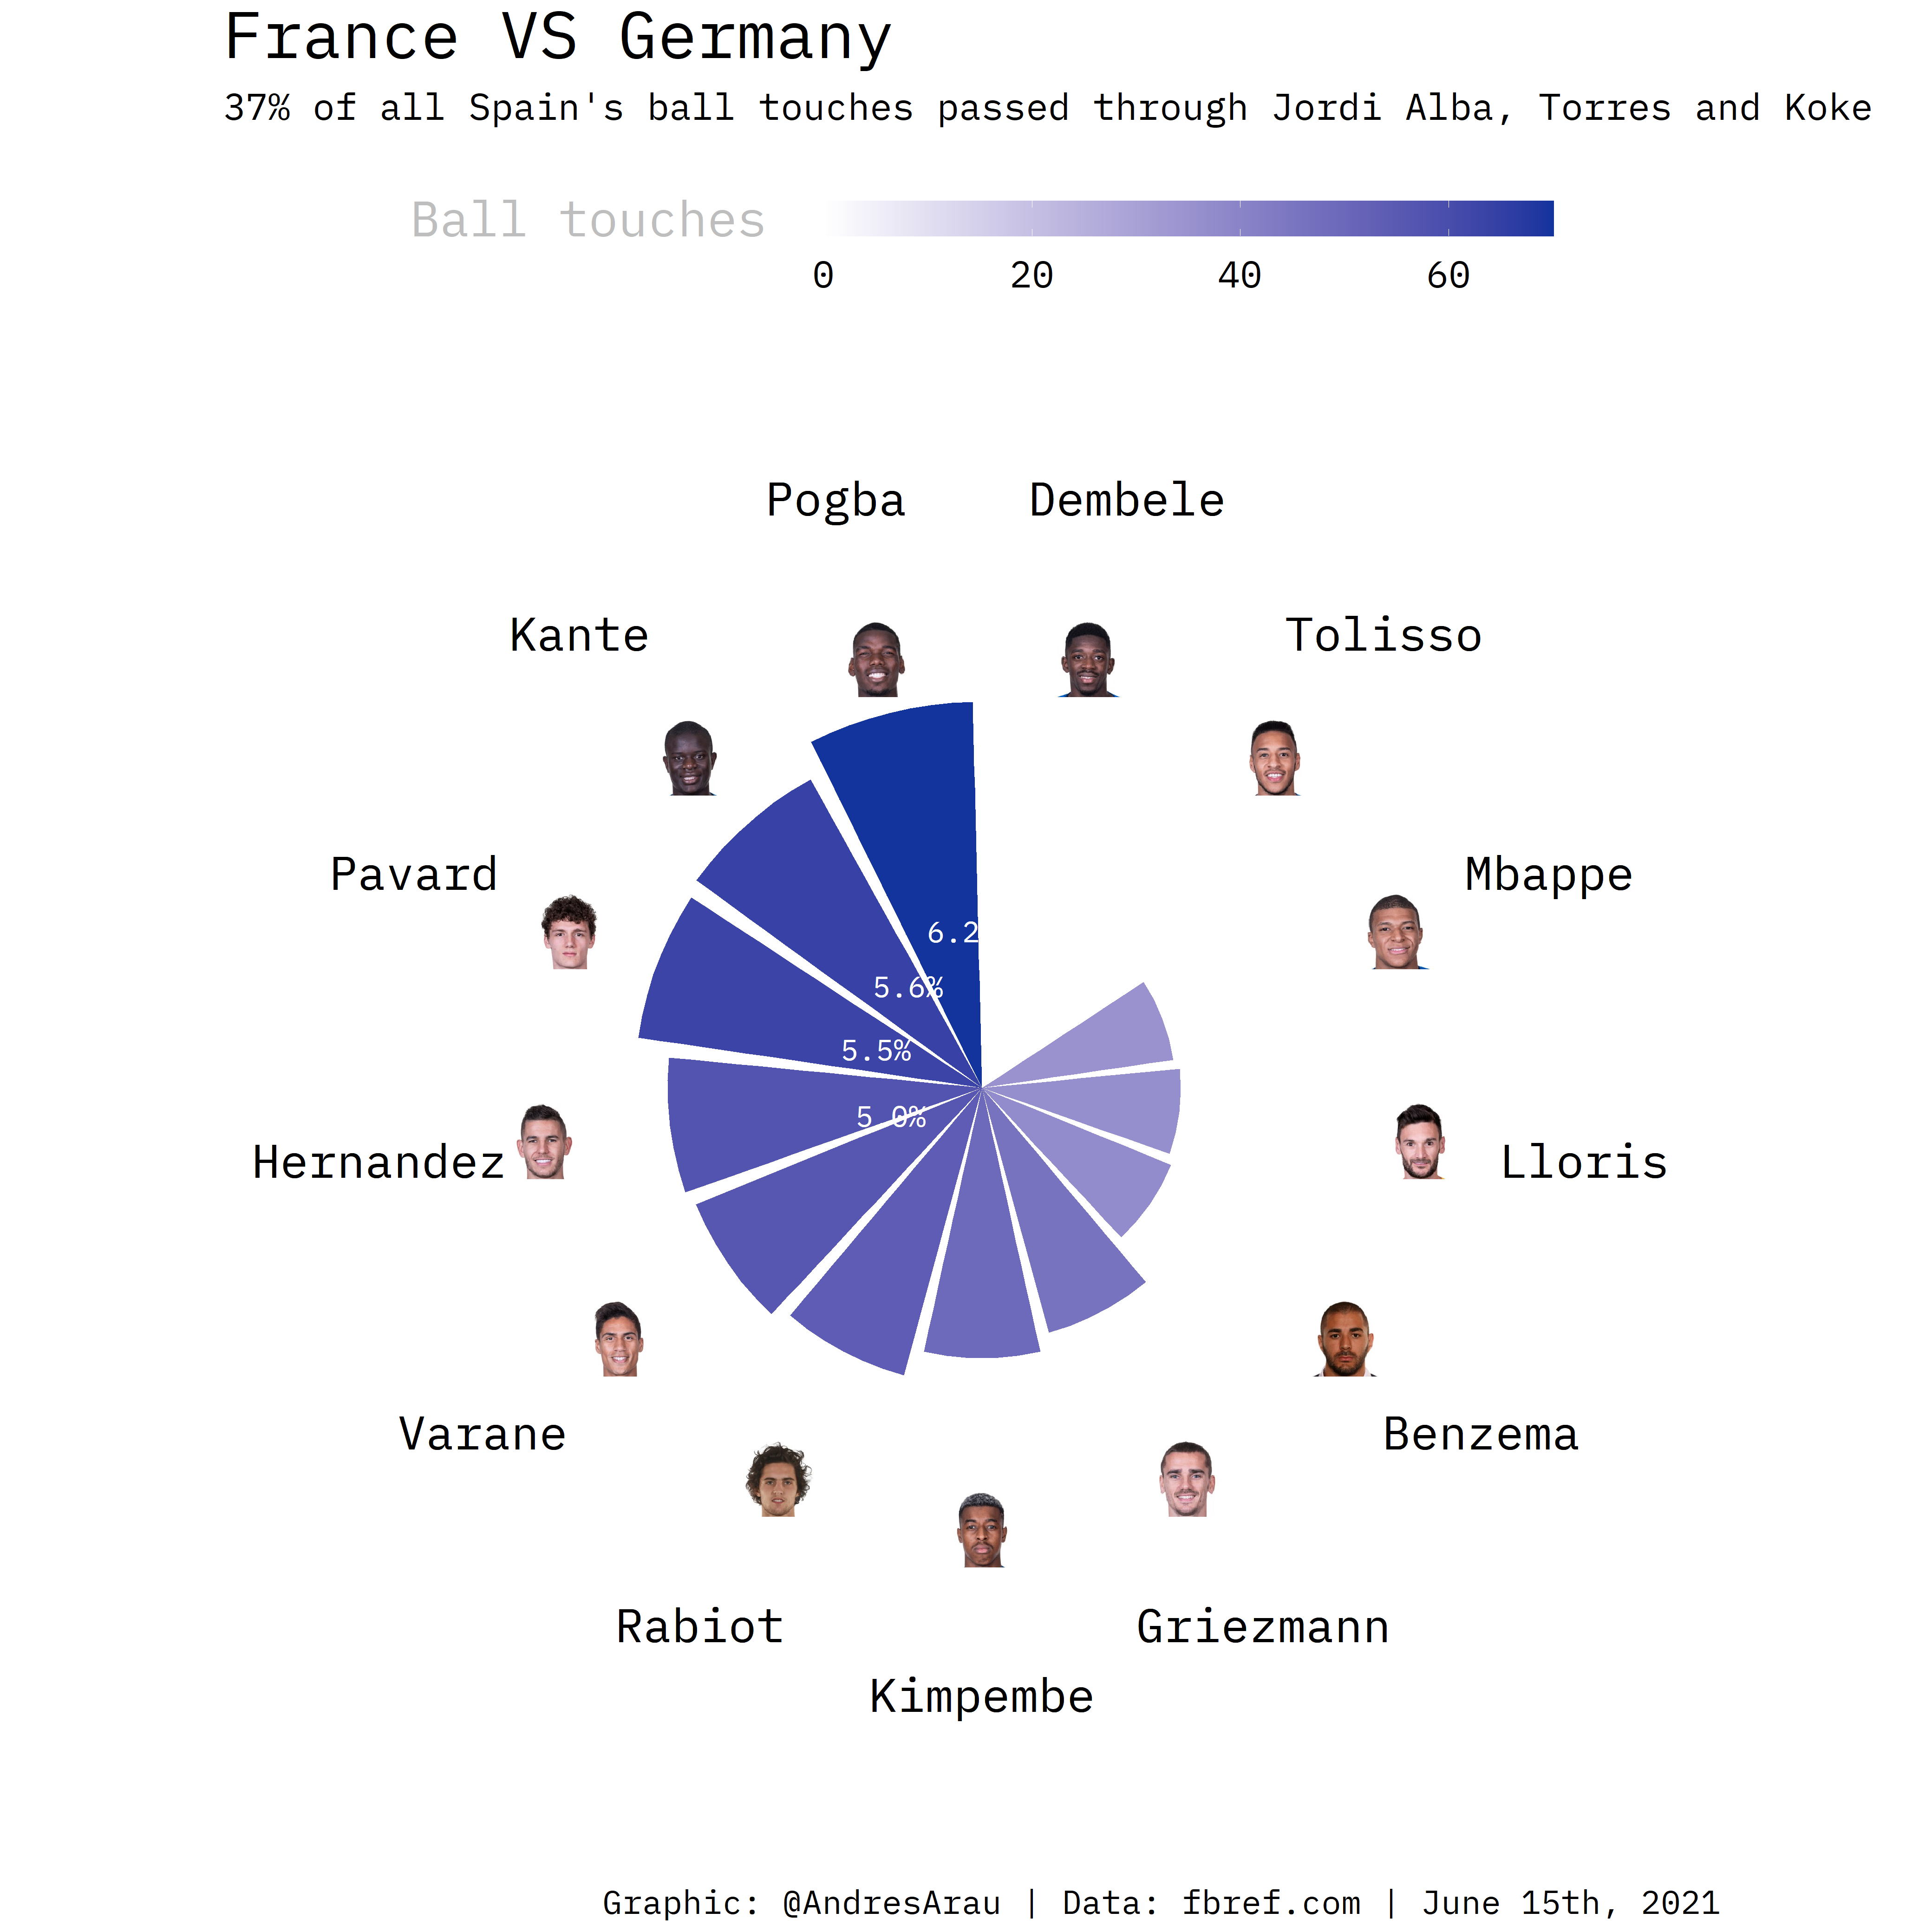 France VS Germany
37% of all Spain's ball touches passed through Jordi Alba, Torres and Koke
Ball touches
0 20 40 60
Pogba Dembele
Kante Tolisso
Pavard Mbappe
6.2
5.6%
5.5%
5.0%
Hernandez Lloris
Varane Benzema
Rabiot Griezmann
Kimpembe
Graphic: @AndresArau | Data: fbref.com | June 15th, 2021